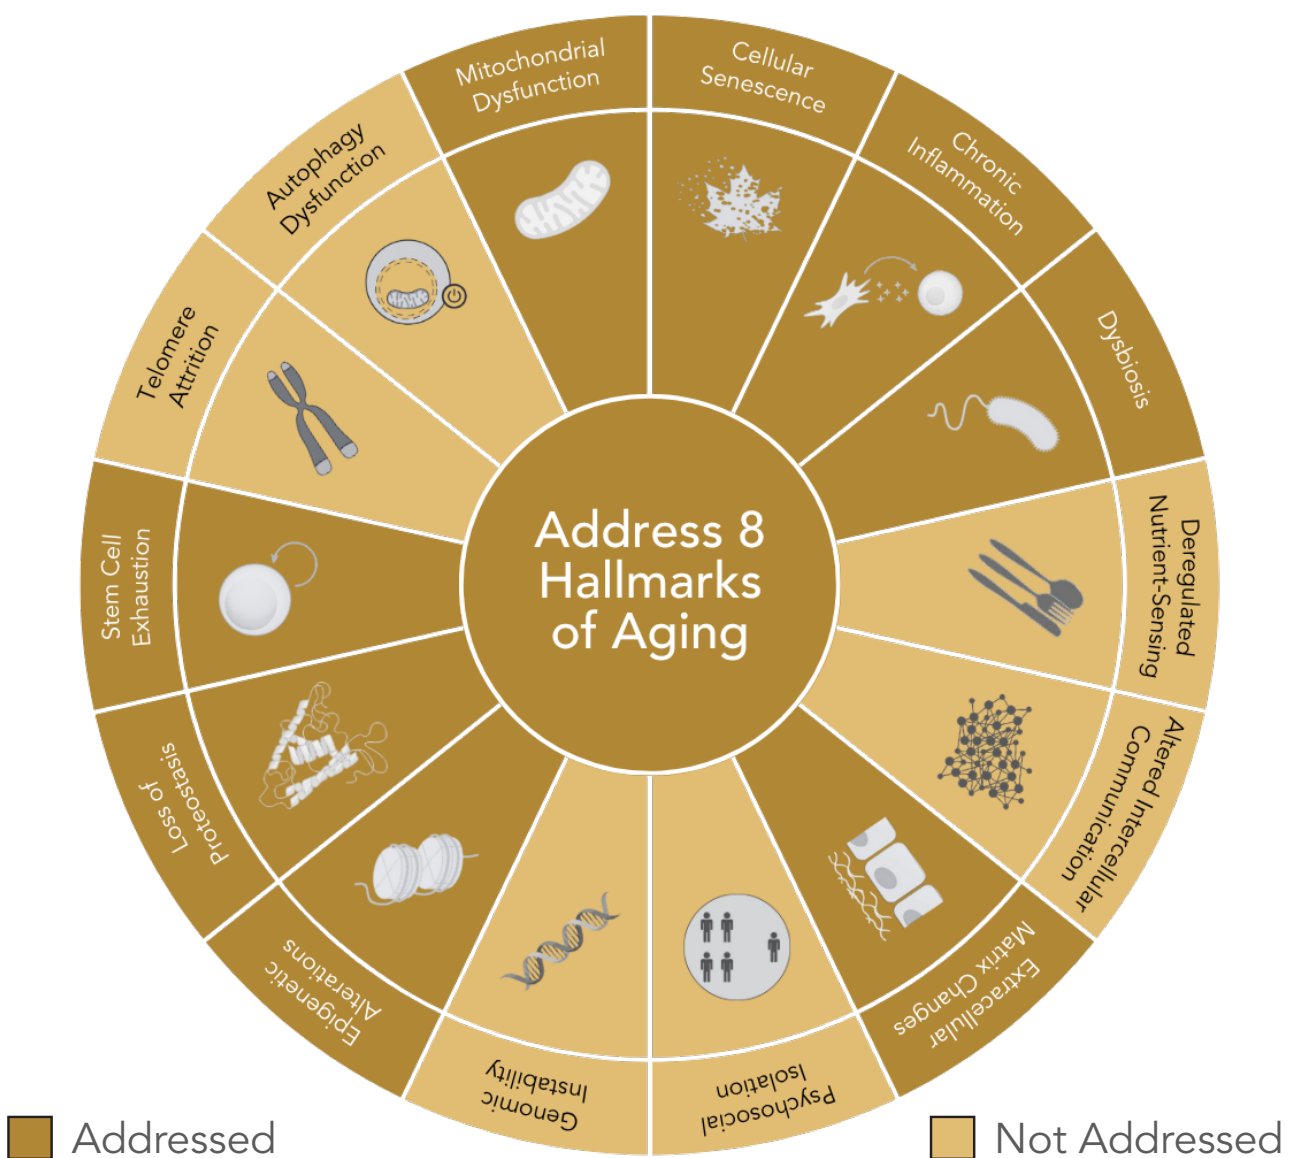 Mitochondrial
Dysfunction
Cellular
Senescence
Chronic
Inflammation
Dysbiosis
Deregulated
Nutrient-Sensing
Altered Intercellular
Communication
Extracellular
Matrix Changes
Psychosocial
Isolation
Genomic
Instability
Epigenetic
Alterations
Loss of
Proteostasis
Stem Cell
Exhaustion
Telomere
Attrition
Autophagy
Dysfunction
Address 8
Hallmarks
of Aging
Addressed
Not Addressed